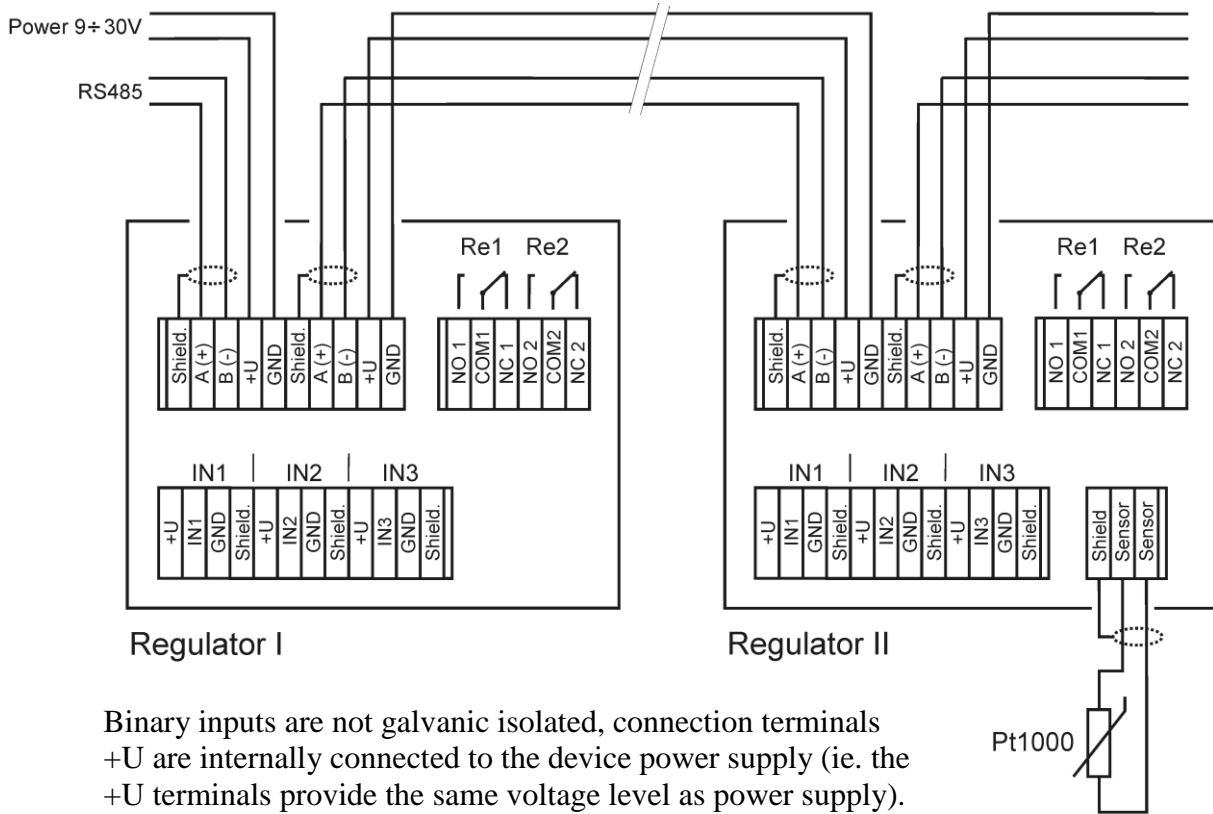 Power 9÷30V
RS485
Re1 Re2 Re1 Re2
Shield. A (+) B (-) +U GND Shield. A (+) B (-) +U GND NO 1 COM1 NC 1 NO 2 COM2 NC 2 Shield. A (+) B (-) +U GND Shield. A (+) B (-) +U GND NO 1 COM1 NC 1 NO 2 COM2 NC 2
IN1 IN2 IN3 IN1 IN2 IN3
+U IN1 GND Shield. +U IN2 GND Shield. +U IN3 GND Shield. +U IN1 GND Shield. +U IN2 GND Shield. +U IN3 GND Shield. Shield Sensor Sensor
Regulator I Regulator II
Binary inputs are not galvanic isolated, connection terminals
+U are internally connected to the device power supply (ie. the
+U terminals provide the same voltage level as power supply).
Pt1000